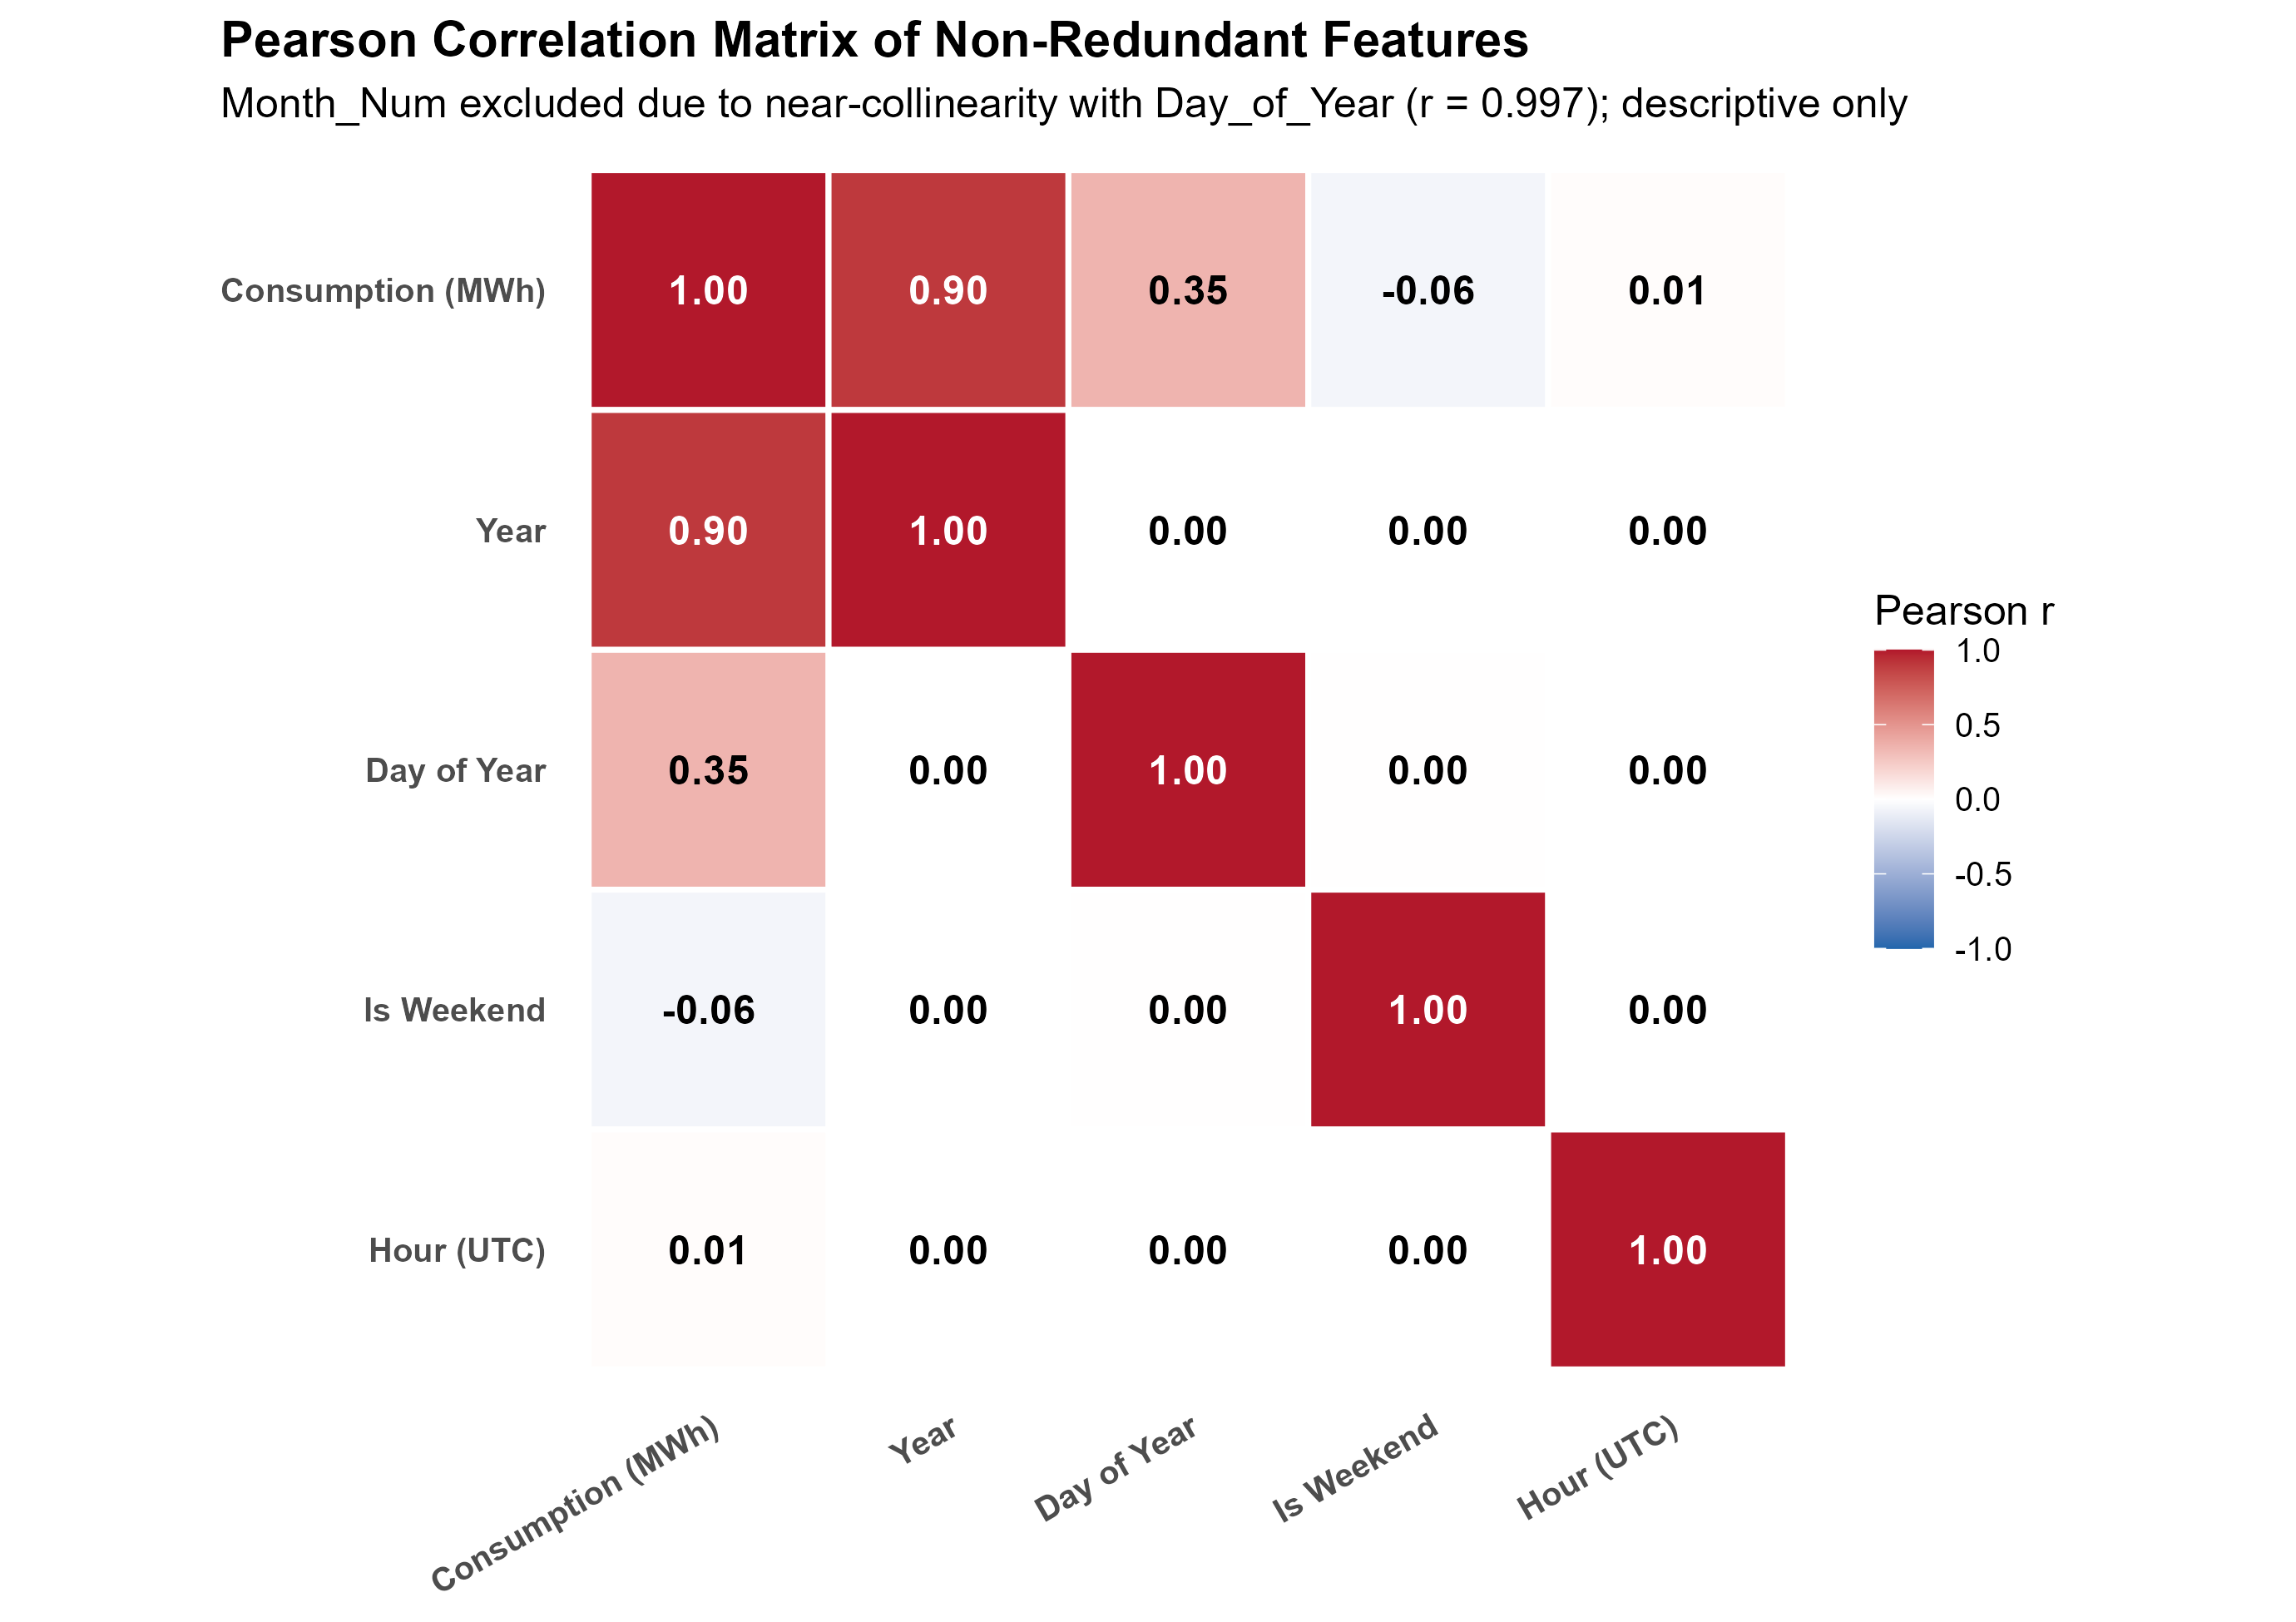 Pearson Correlation Matrix of Non-Redundant Features
Month_Num excluded due to near-collinearity with Day_of_Year (r = 0.997); descriptive only
Consumption (MWh) 1.00 0.90 0.35 -0.06 0.01
Year 0.90 1.00 0.00 0.00 0.00
Day of Year 0.35 0.00 1.00 0.00 0.00
Is Weekend -0.06 0.00 0.00 1.00 0.00
Hour (UTC) 0.01 0.00 0.00 0.00 1.00
Consumption (MWh) Year Day of Year Is Weekend Hour (UTC)
Pearson r
1.0
0.5
0.0
-0.5
-1.0